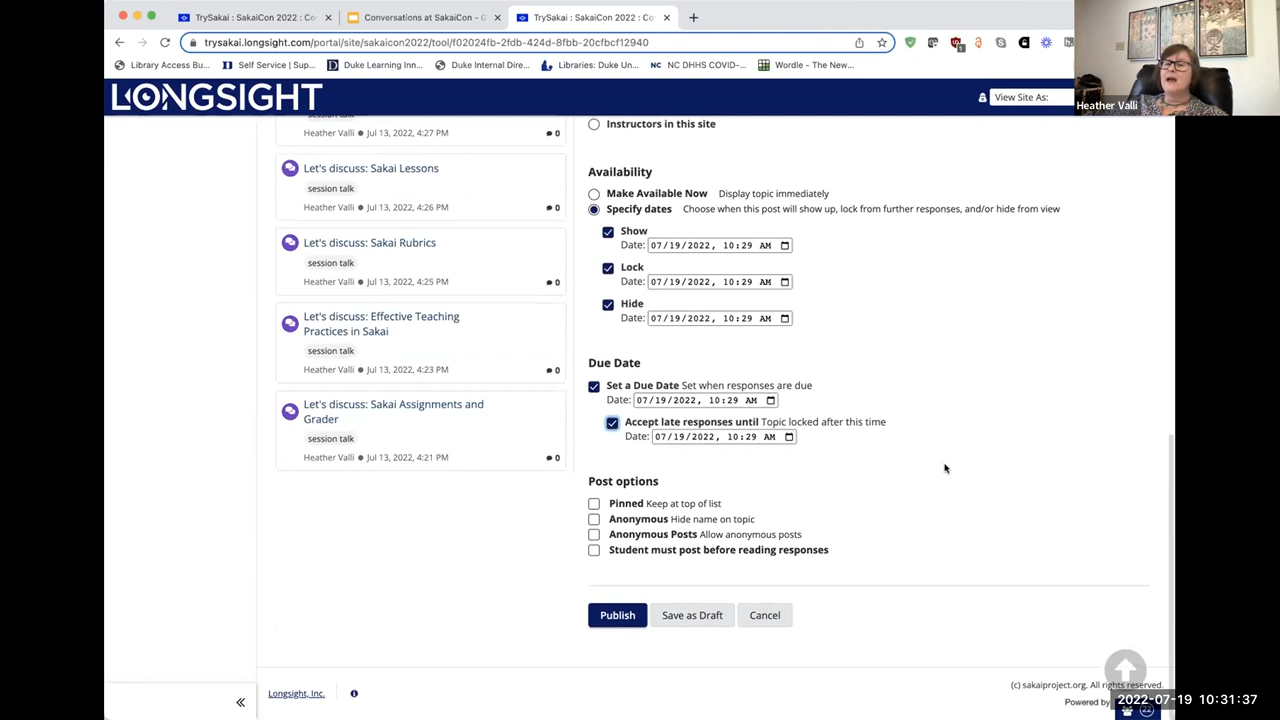 TrySakai : SakaiCon 2022 : Co
Conversations at SakaiCon - G
TrySakai : SakaiCon 2022 : Co
trysakai.longsight.com/portal/site/sakaicon2022/tool/f02024fb-2fdb-424d-8fbb-20cfbcf12940
Library Access Bu...
Self Service | Sup...
Duke Learning Inn...
Duke Internal Dire...
Libraries: Duke Un...
NC DHHS COVID-...
Wordle - The New...
LONGSIGHT
View Site As:
Heather Valli
session talk
Heather Valli Jul 13, 2022, 4:27 PM
0
Let's discuss: Sakai Lessons
session talk
Heather Valli Jul 13, 2022, 4:26 PM
0
Let's discuss: Sakai Rubrics
session talk
Heather Valli Jul 13, 2022, 4:25 PM
0
Let's discuss: Effective Teaching
Practices in Sakai
session talk
Heather Valli Jul 13, 2022, 4:23 PM
0
Let's discuss: Sakai Assignments and
Grader
session talk
Heather Valli Jul 13, 2022, 4:21 PM
0
Instructors in this site
Availability
Make Available Now Display topic immediately
Specify dates Choose when this post will show up, lock from further responses, and/or hide from view
Show
Date: 07/19/2022, 10:29 AM
Lock
Date: 07/19/2022, 10:29 AM
Hide
Date: 07/19/2022, 10:29 AM
Due Date
Set a Due Date Set when responses are due
Date: 07/19/2022, 10:29 AM
Accept late responses until Topic locked after this time
Date: 07/19/2022, 10:29 AM
Post options
Pinned Keep at top of list
Anonymous Hide name on topic
Anonymous Posts Allow anonymous posts
Student must post before reading responses
Publish
Save as Draft
Cancel
Longsight, Inc.
(c) sakaiproject.org. All rights reserved.
Powered by
2022-07-19 10:31:37
22